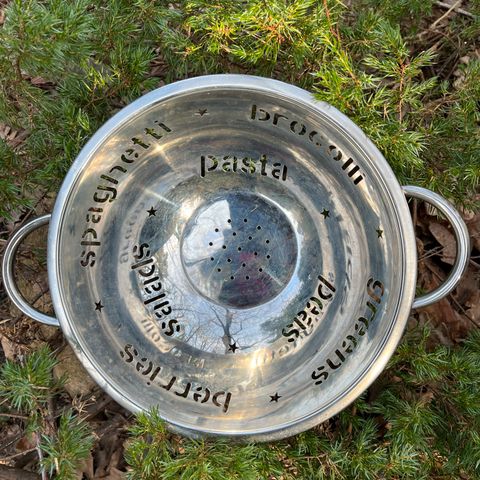 spaghetti
broccoli
greens
berries
pasta
peas
salads